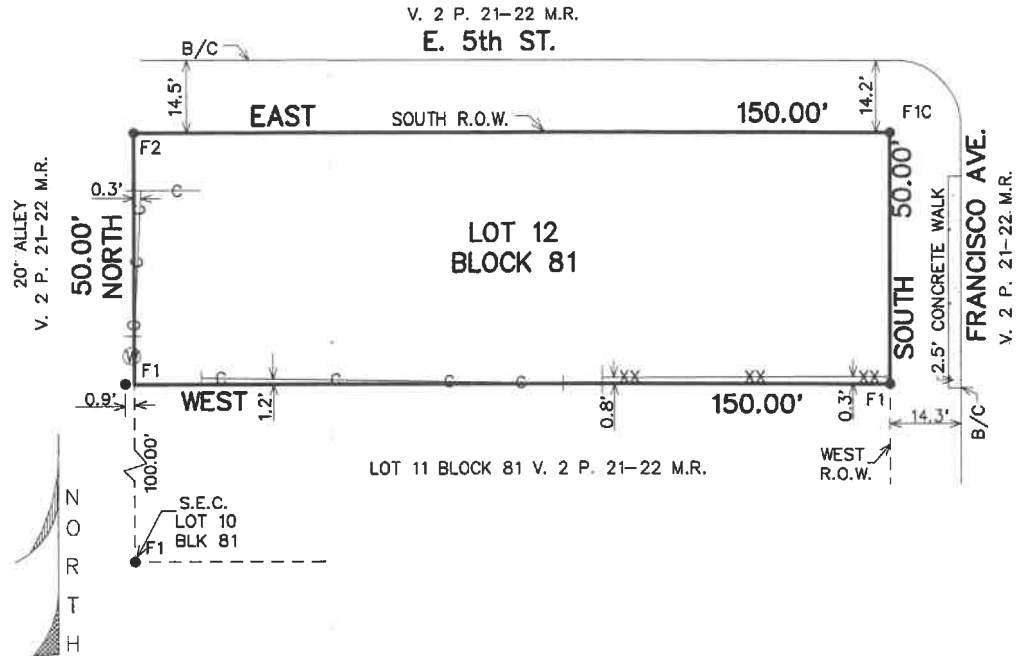 V. 2 P. 21-22 M.R.
E. 5th ST.
B/C
14.5'
14.2'
EAST
SOUTH R.O.W.
150.00'
F1C
F2
0.3'
C
C
C
C
20' ALLEY
V. 2 P. 21-22 M.R.
50.00'
NORTH
LOT 12
BLOCK 81
50.00'
SOUTH
2.5' CONCRETE WALK
FRANCISCO AVE.
V. 2 P. 21-22 M.R.
W
F1
C
C
C
C
XX
XX
XX
F1
0.9'
WEST
1.2'
0.8'
150.00'
0.3'
14.3'
B/C
100.00'
LOT 11 BLOCK 81 V. 2 P. 21-22 M.R.
WEST
R.O.W.
S.E.C.
LOT 10
BLK 81
F1
NORTH